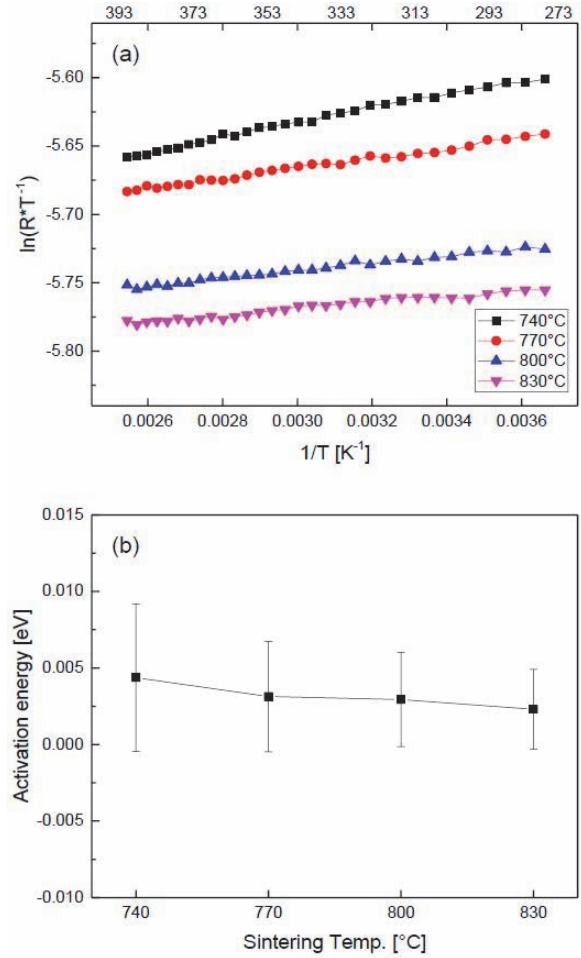 393 373 353 333 313 293 273
(a)
-5.60
-5.65
-5.70
-5.75
-5.80
ln(R*T⁻¹)
740°C
770°C
800°C
830°C
0.0026 0.0028 0.0030 0.0032 0.0034 0.0036
1/T [K⁻¹]
(b)
0.015
0.010
0.005
0.000
-0.005
-0.010
Activation energy [eV]
740 770 800 830
Sintering Temp. [°C]